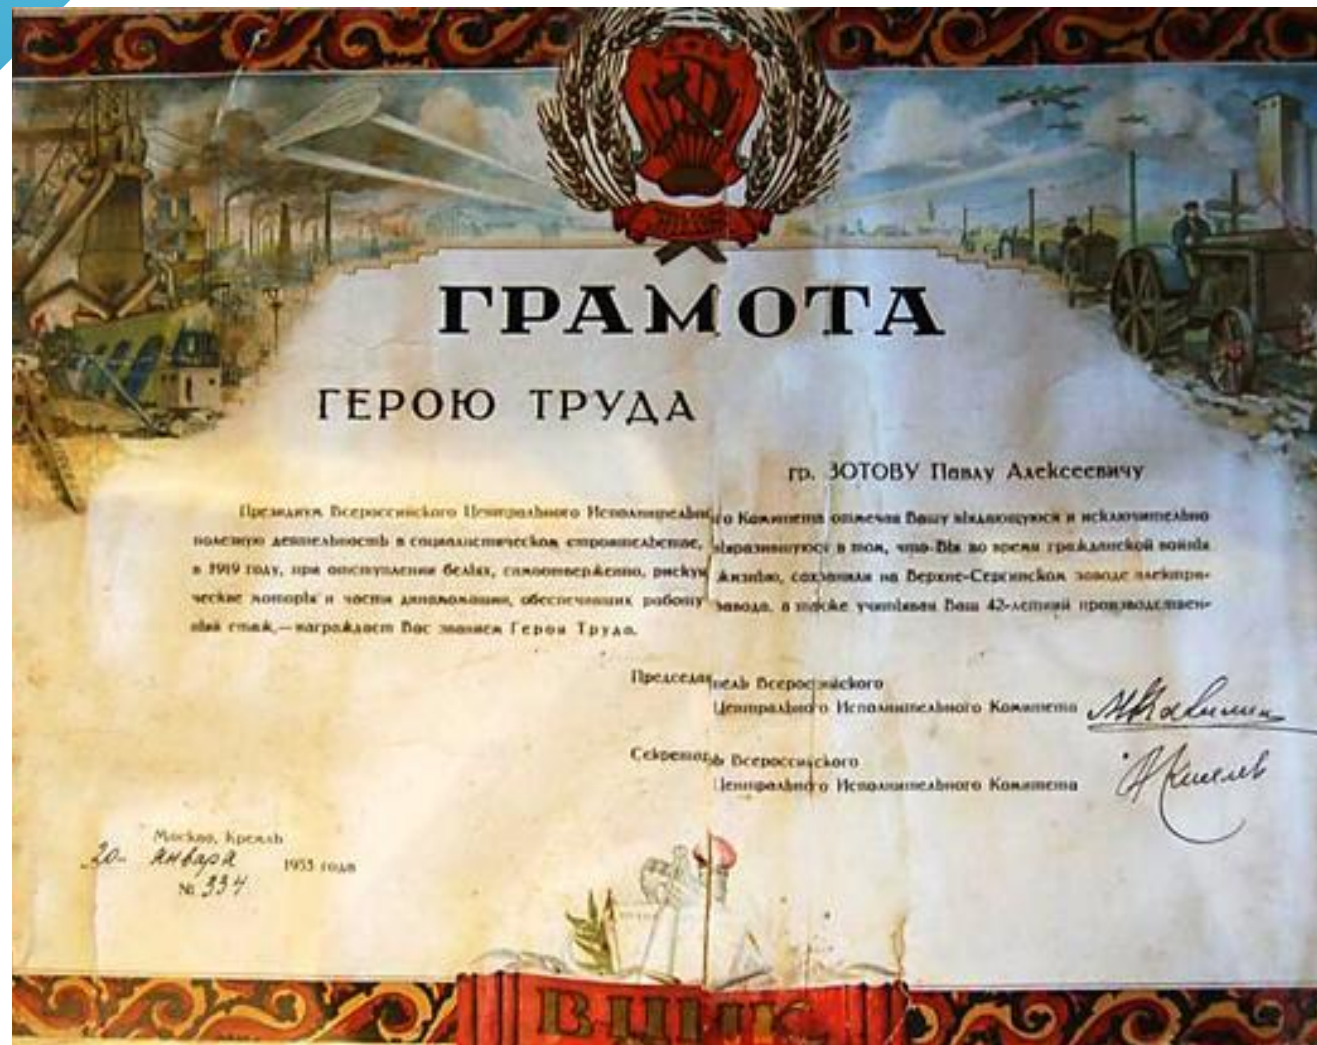 ГРАМОТА
ГЕРОЮ ТРУДА
гр. ЗОТОВУ Павлу Алексеевичу
Президиум Всероссийского Центрального Исполнительного Комитета отмечая Вашу выдающуюся и исключительно
полезную деятельность в социалистическом строительстве, выразившуюся в том, что Вы во время гражданской войны
в 1919 году, при отступлении белых, самоотверженно, рискуя жизнью, сохранили на Верхне-Сергинском заводе электри-
ческие моторы и части динамомашин, обеспечивших работу завода, а также учитывая Ваш 42-летний производствен-
ный стаж,—награждает Вас званием Героя Труда.
Председатель Всероссийского
Центрального Исполнительного Комитета
Секретарь Всероссийского
Центрального Исполнительного Комитета
Москва, Кремль
„20" января 1933 года
№ 334
ВЦИК